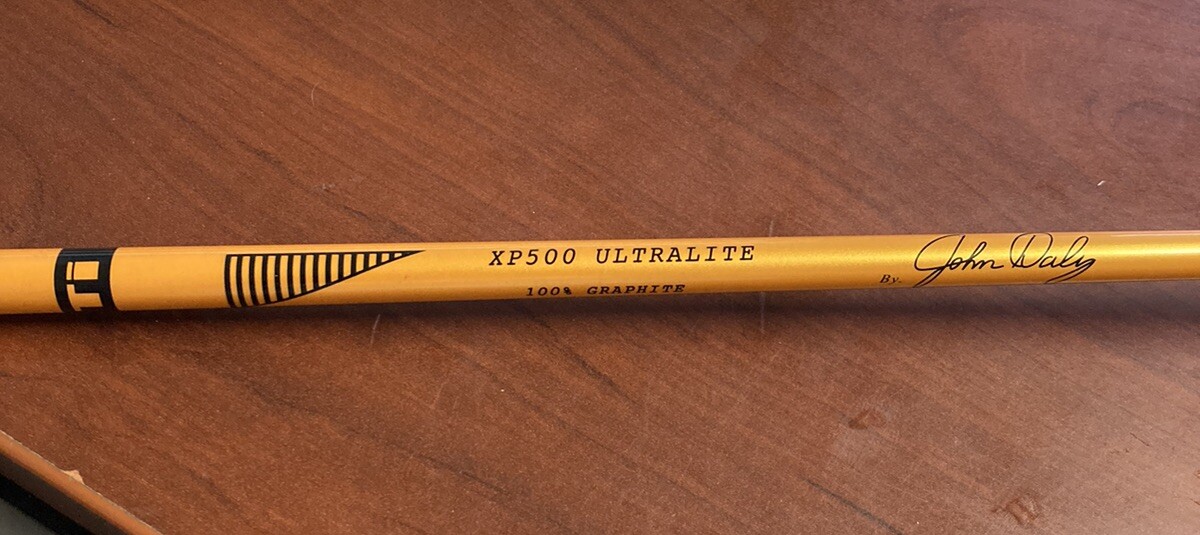 XP500 ULTRALITE
100% GRAPHITE
By. John Daly